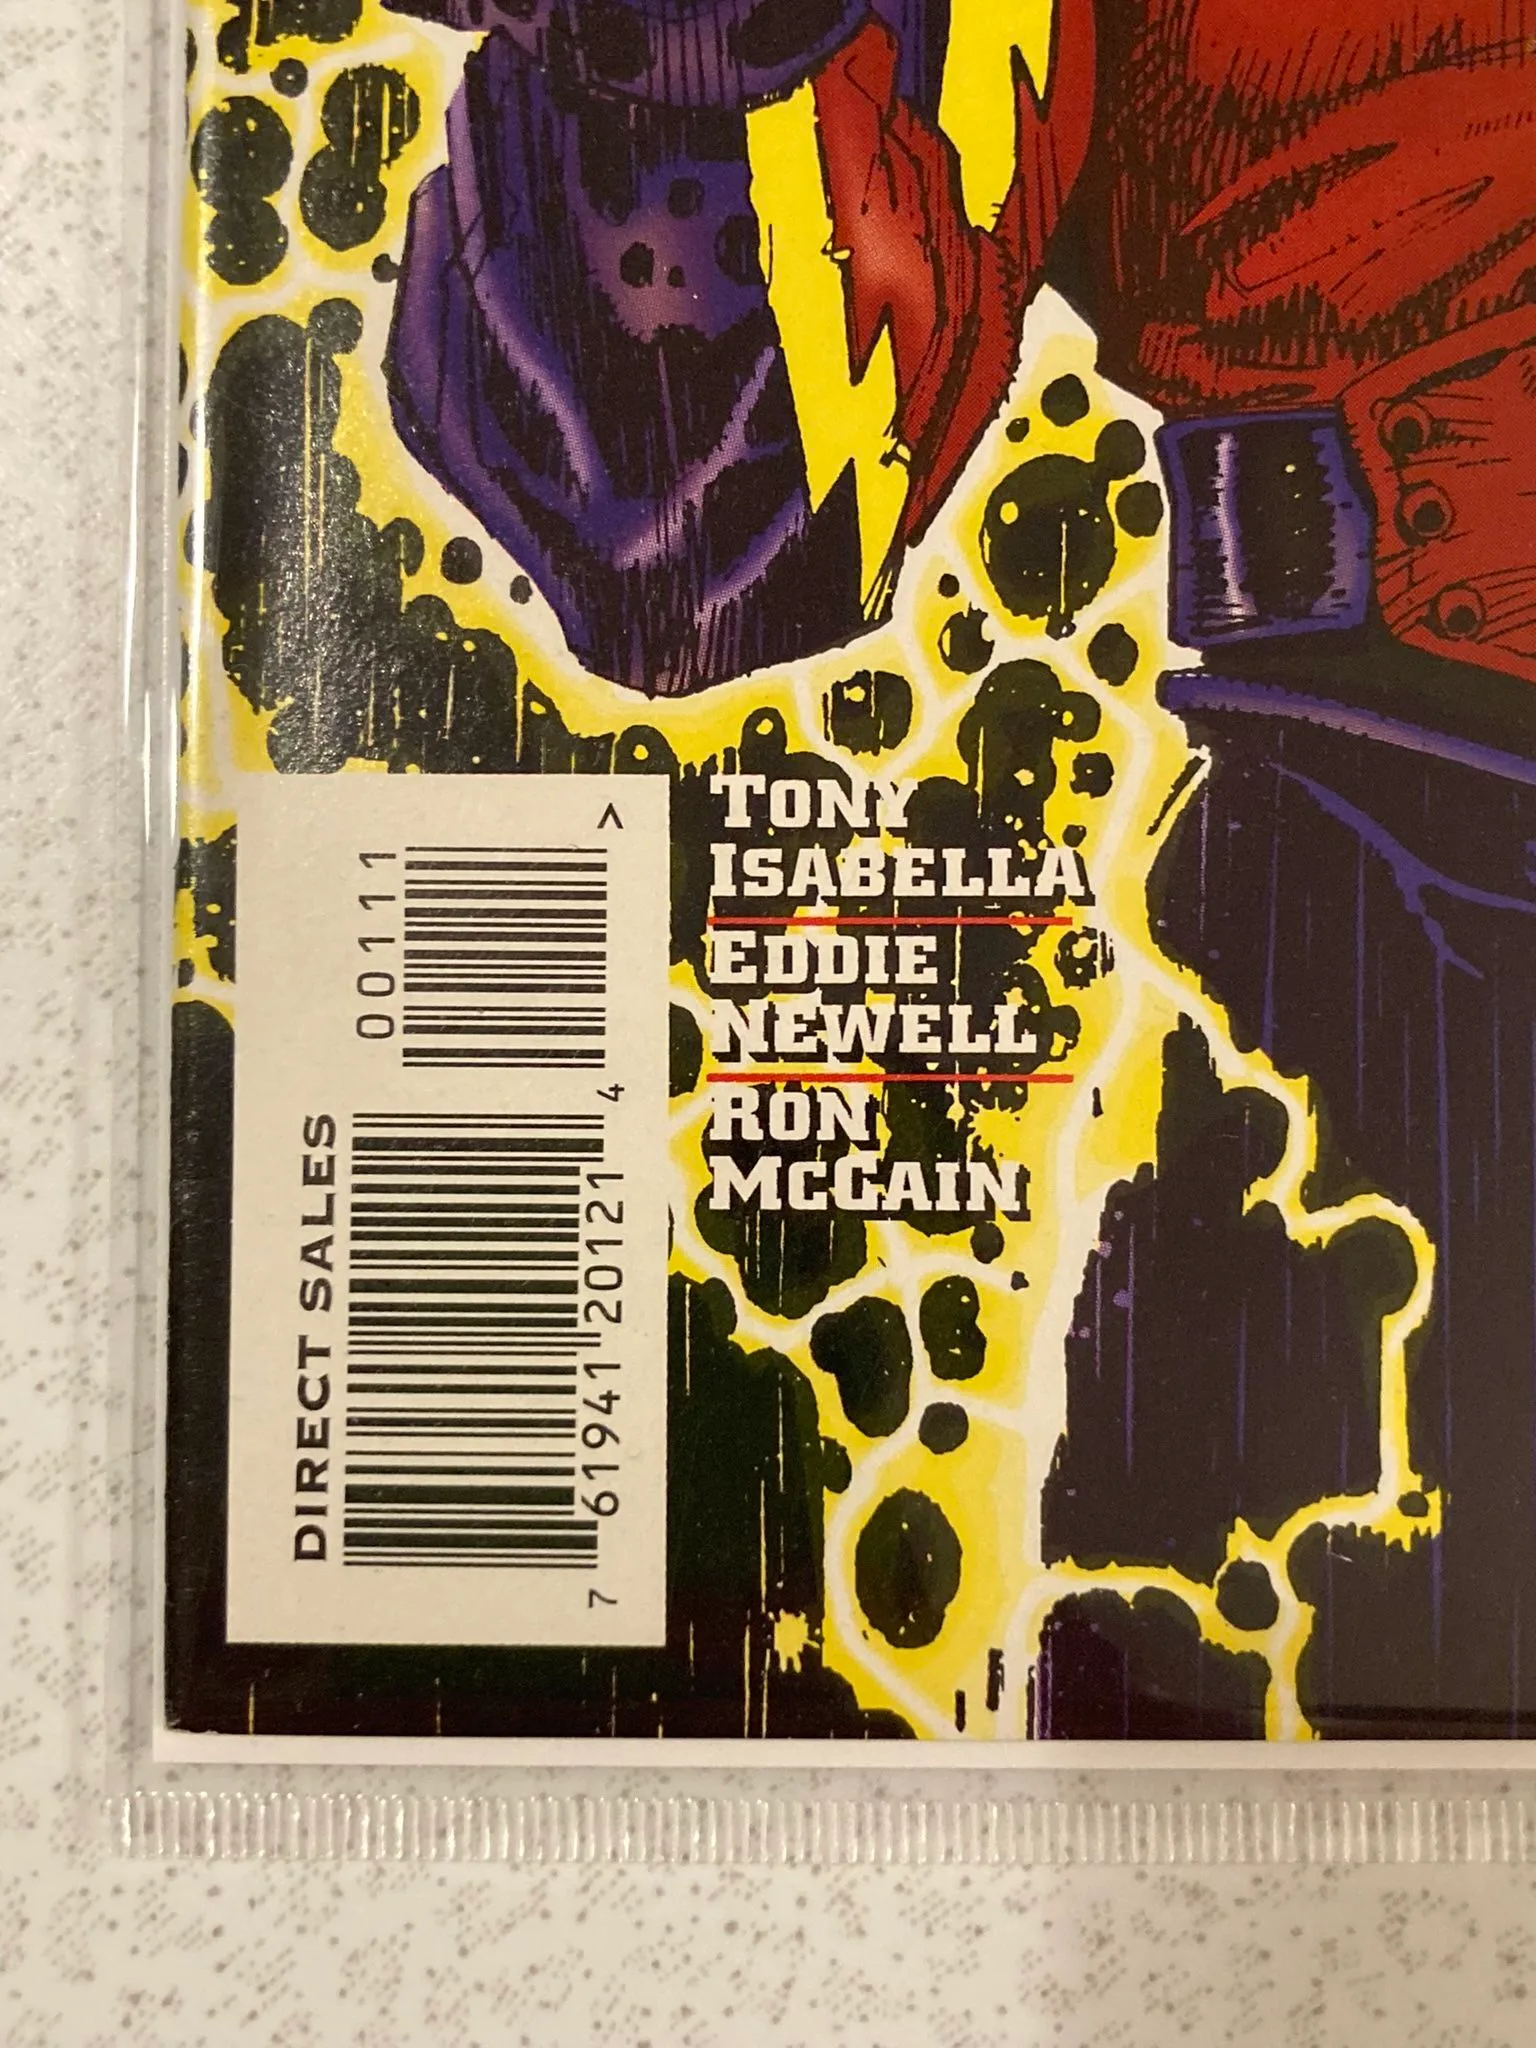 TONY
ISABELLA
EDDIE
NEWELL
RON
MCCAIN
DIRECT SALES
7 61941 20121 4
00111 >